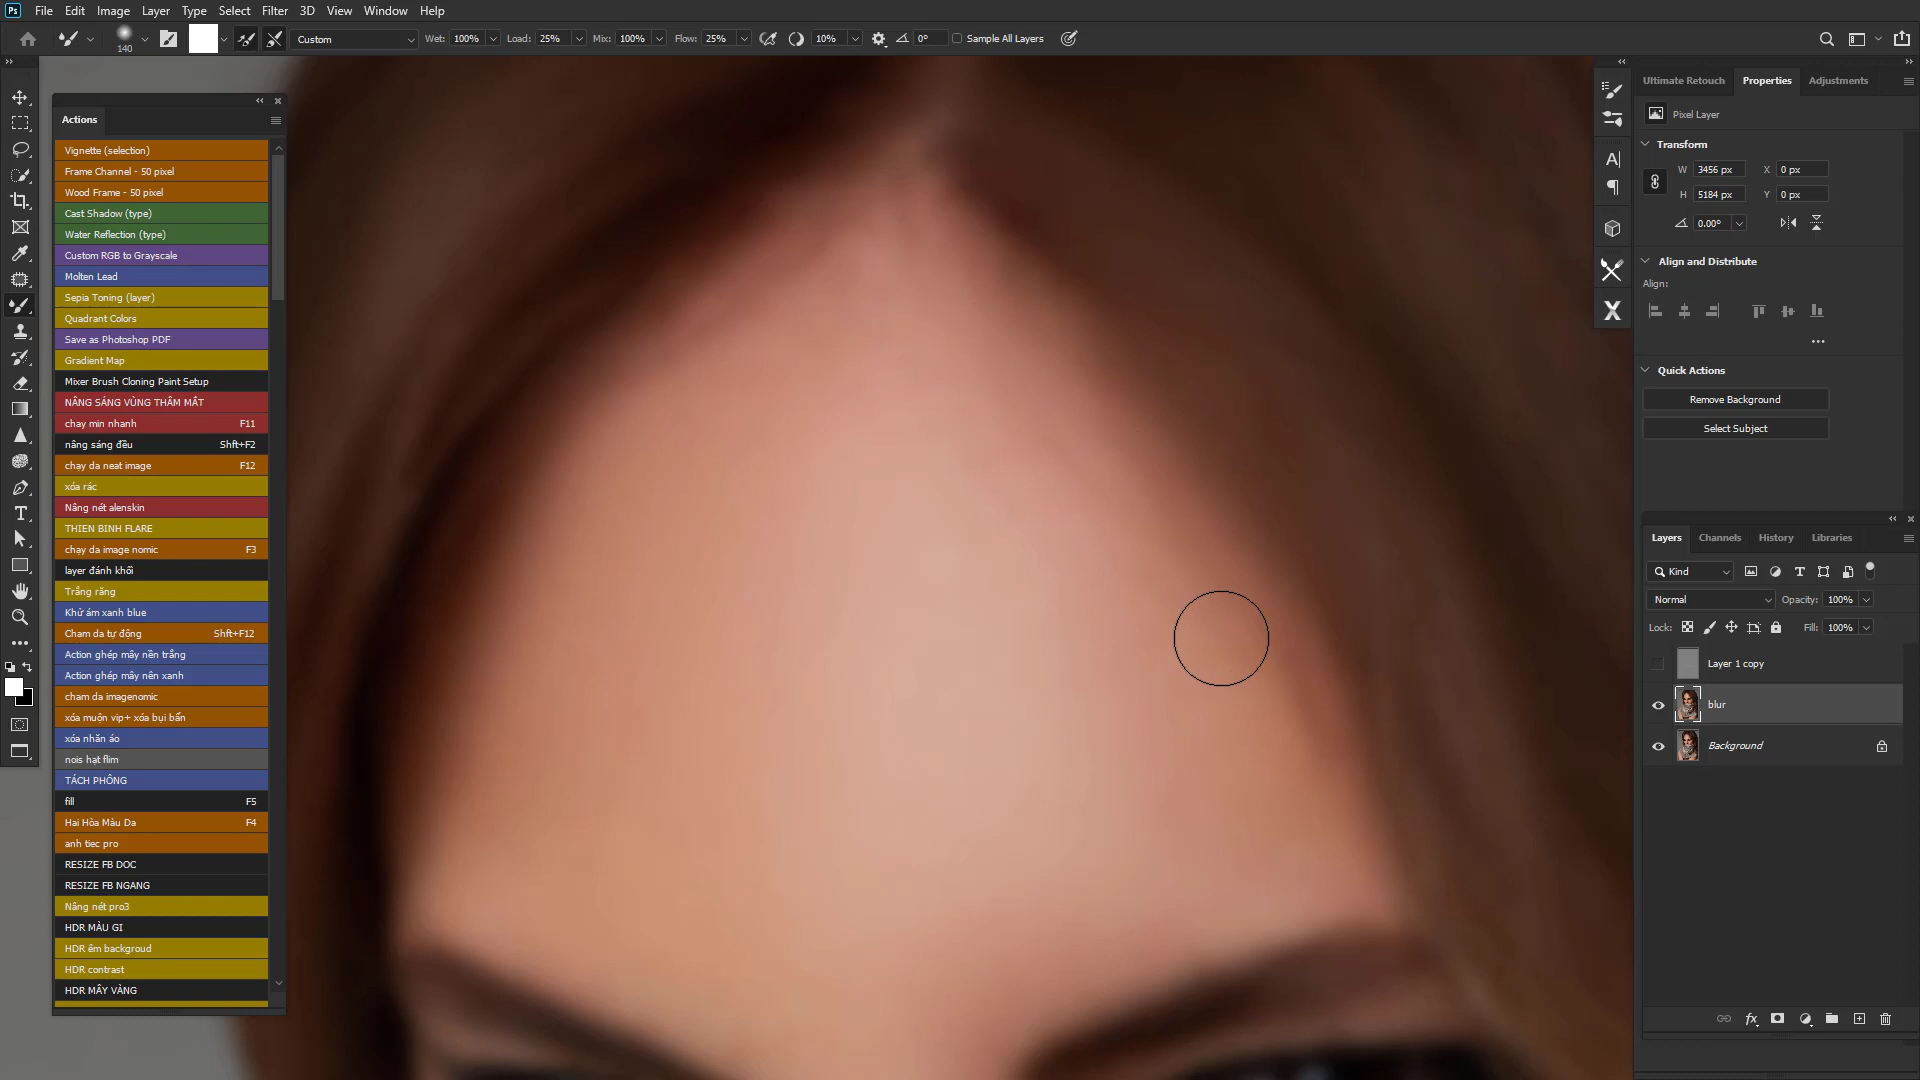 Ps File Edit Image Layer Type Select Filter 3D View Window Help
140 Custom Wet: 100% Load: 25% Mix: 100% Flow: 25% 10% 0° Sample All Layers
Actions
Vignette (selection)
Frame Channel - 50 pixel
Wood Frame - 50 pixel
Cast Shadow (type)
Water Reflection (type)
Custom RGB to Grayscale
Molten Lead
Sepia Toning (layer)
Quadrant Colors
Save as Photoshop PDF
Gradient Map
Mixer Brush Cloning Paint Setup
NÂNG SÁNG VÙNG THÂM MẮT
chay min nhanh F11
nâng sáng đều Shft+F2
chạy da neat image F12
xóa rác
Nâng nét alenskin
THIEN BINH FLARE
chạy da image nomic F3
layer đánh khối
Trắng răng
Khử ám xanh blue
Cham da tự động Shft+F12
Action ghép mây nền trắng
Action ghép mây nền xanh
cham da imagenomic
xóa muộn vip+ xóa bụi bẩn
xóa nhăn áo
nois hạt flim
TÁCH PHÔNG
fill F5
Hai Hòa Màu Da F4
anh tiec pro
RESIZE FB DOC
RESIZE FB NGANG
Nâng nét pro3
HDR MÀU GI
HDR êm backgroud
HDR contrast
HDR MÂY VÀNG
Ultimate Retouch Properties Adjustments
Pixel Layer
Transform
W 3456 px X 0 px
H 5184 px Y 0 px
0.00°
Align and Distribute
Align:
Quick Actions
Remove Background
Select Subject
Layers Channels History Libraries
Kind
Normal Opacity: 100%
Lock: Fill: 100%
Layer 1 copy
blur
Background